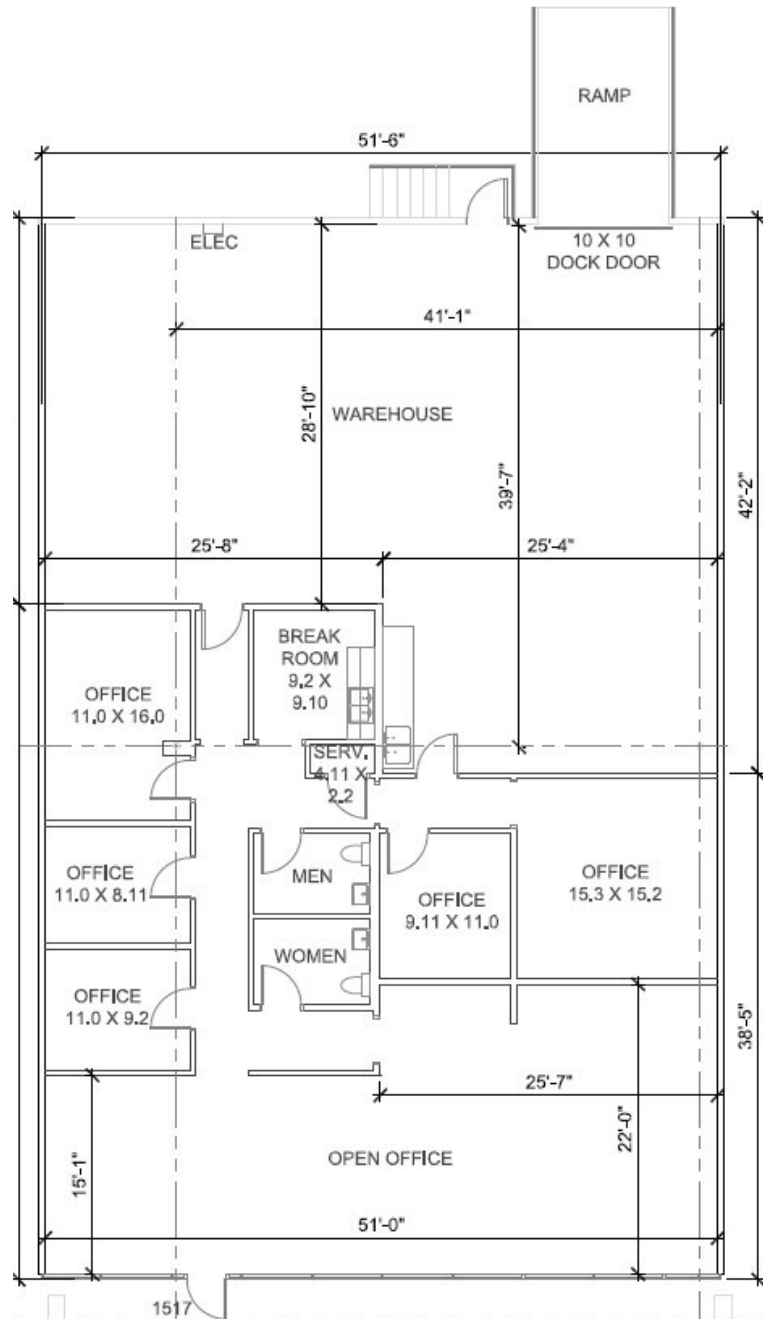 RAMP
51'-6"
ELEC
10 X 10
DOCK DOOR
41'-1"
28'-10"
WAREHOUSE
39'-7"
42'-2"
25'-8"
25'-4"
BREAK
ROOM
9.2 X
9.10
OFFICE
11.0 X 16.0
SERV.
4.11 X
2.2
OFFICE
11.0 X 8.11
MEN
OFFICE
9.11 X 11.0
OFFICE
15.3 X 15.2
WOMEN
OFFICE
11.0 X 9.2
38'-5"
25'-7"
22'-0"
15'-1"
OPEN OFFICE
51'-0"
1517